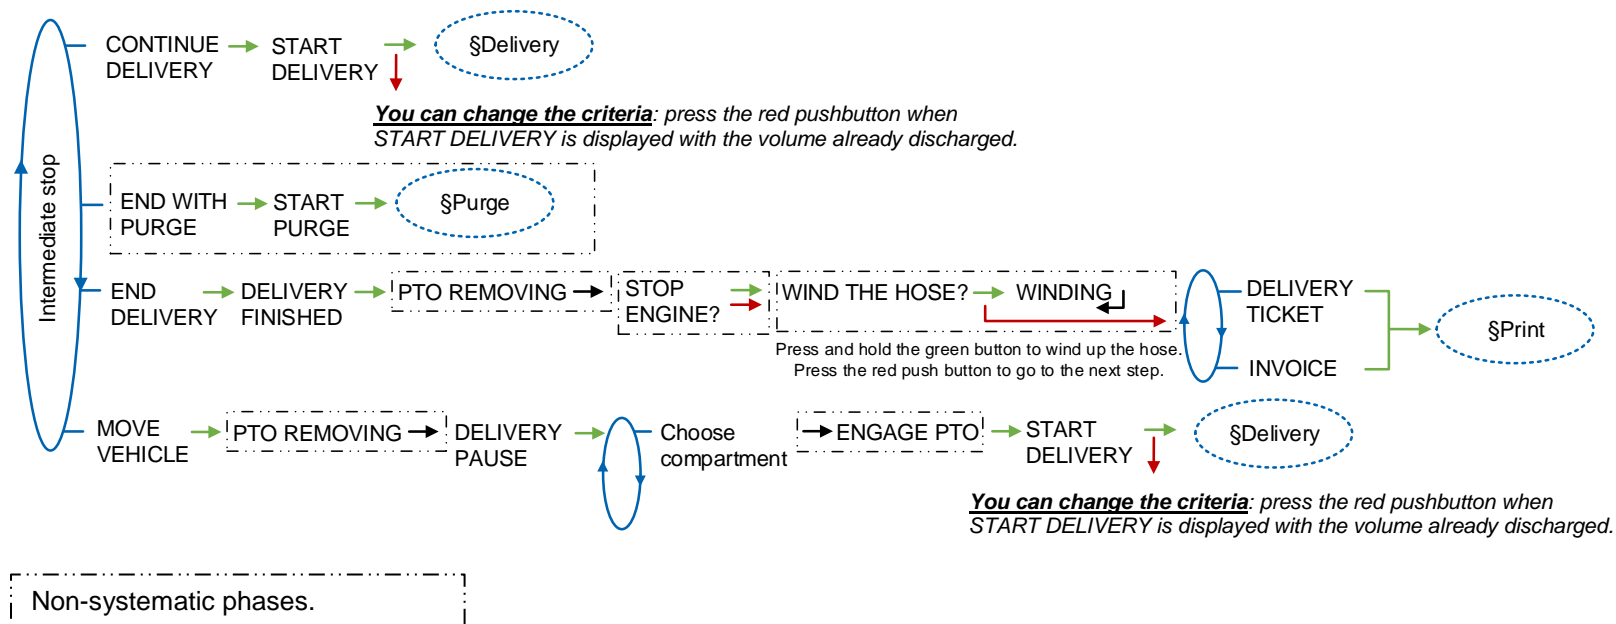 Intermediate stop
CONTINUE
DELIVERY
START
DELIVERY
§Delivery
You can change the criteria: press the red pushbutton when
START DELIVERY is displayed with the volume already discharged.
END WITH
PURGE
START
PURGE
§Purge
END
DELIVERY
DELIVERY
FINISHED
PTO REMOVING
STOP
ENGINE?
WIND THE HOSE?
WINDING
Press and hold the green button to wind up the hose.
Press the red push button to go to the next step.
DELIVERY
TICKET
INVOICE
§Print
MOVE
VEHICLE
PTO REMOVING
DELIVERY
PAUSE
Choose
compartment
ENGAGE PTO
START
DELIVERY
§Delivery
You can change the criteria: press the red pushbutton when
START DELIVERY is displayed with the volume already discharged.
Non-systematic phases.